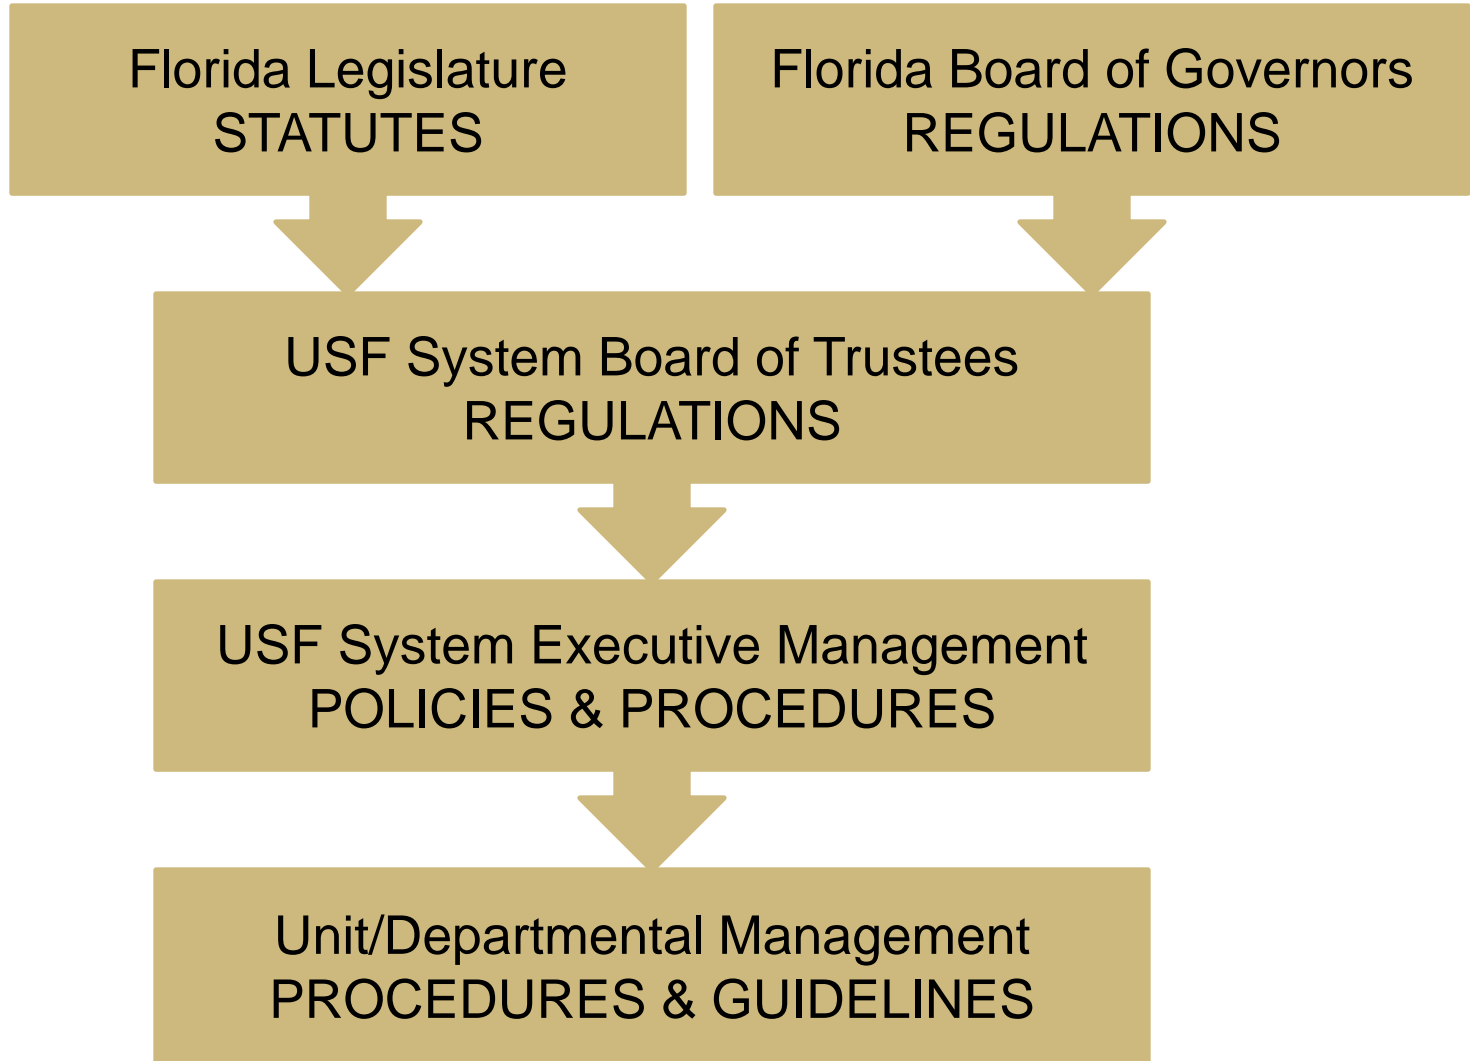 Florida Legislature
STATUTES
Florida Board of Governors
REGULATIONS
USF System Board of Trustees
REGULATIONS
USF System Executive Management
POLICIES & PROCEDURES
Unit/Departmental Management
PROCEDURES & GUIDELINES